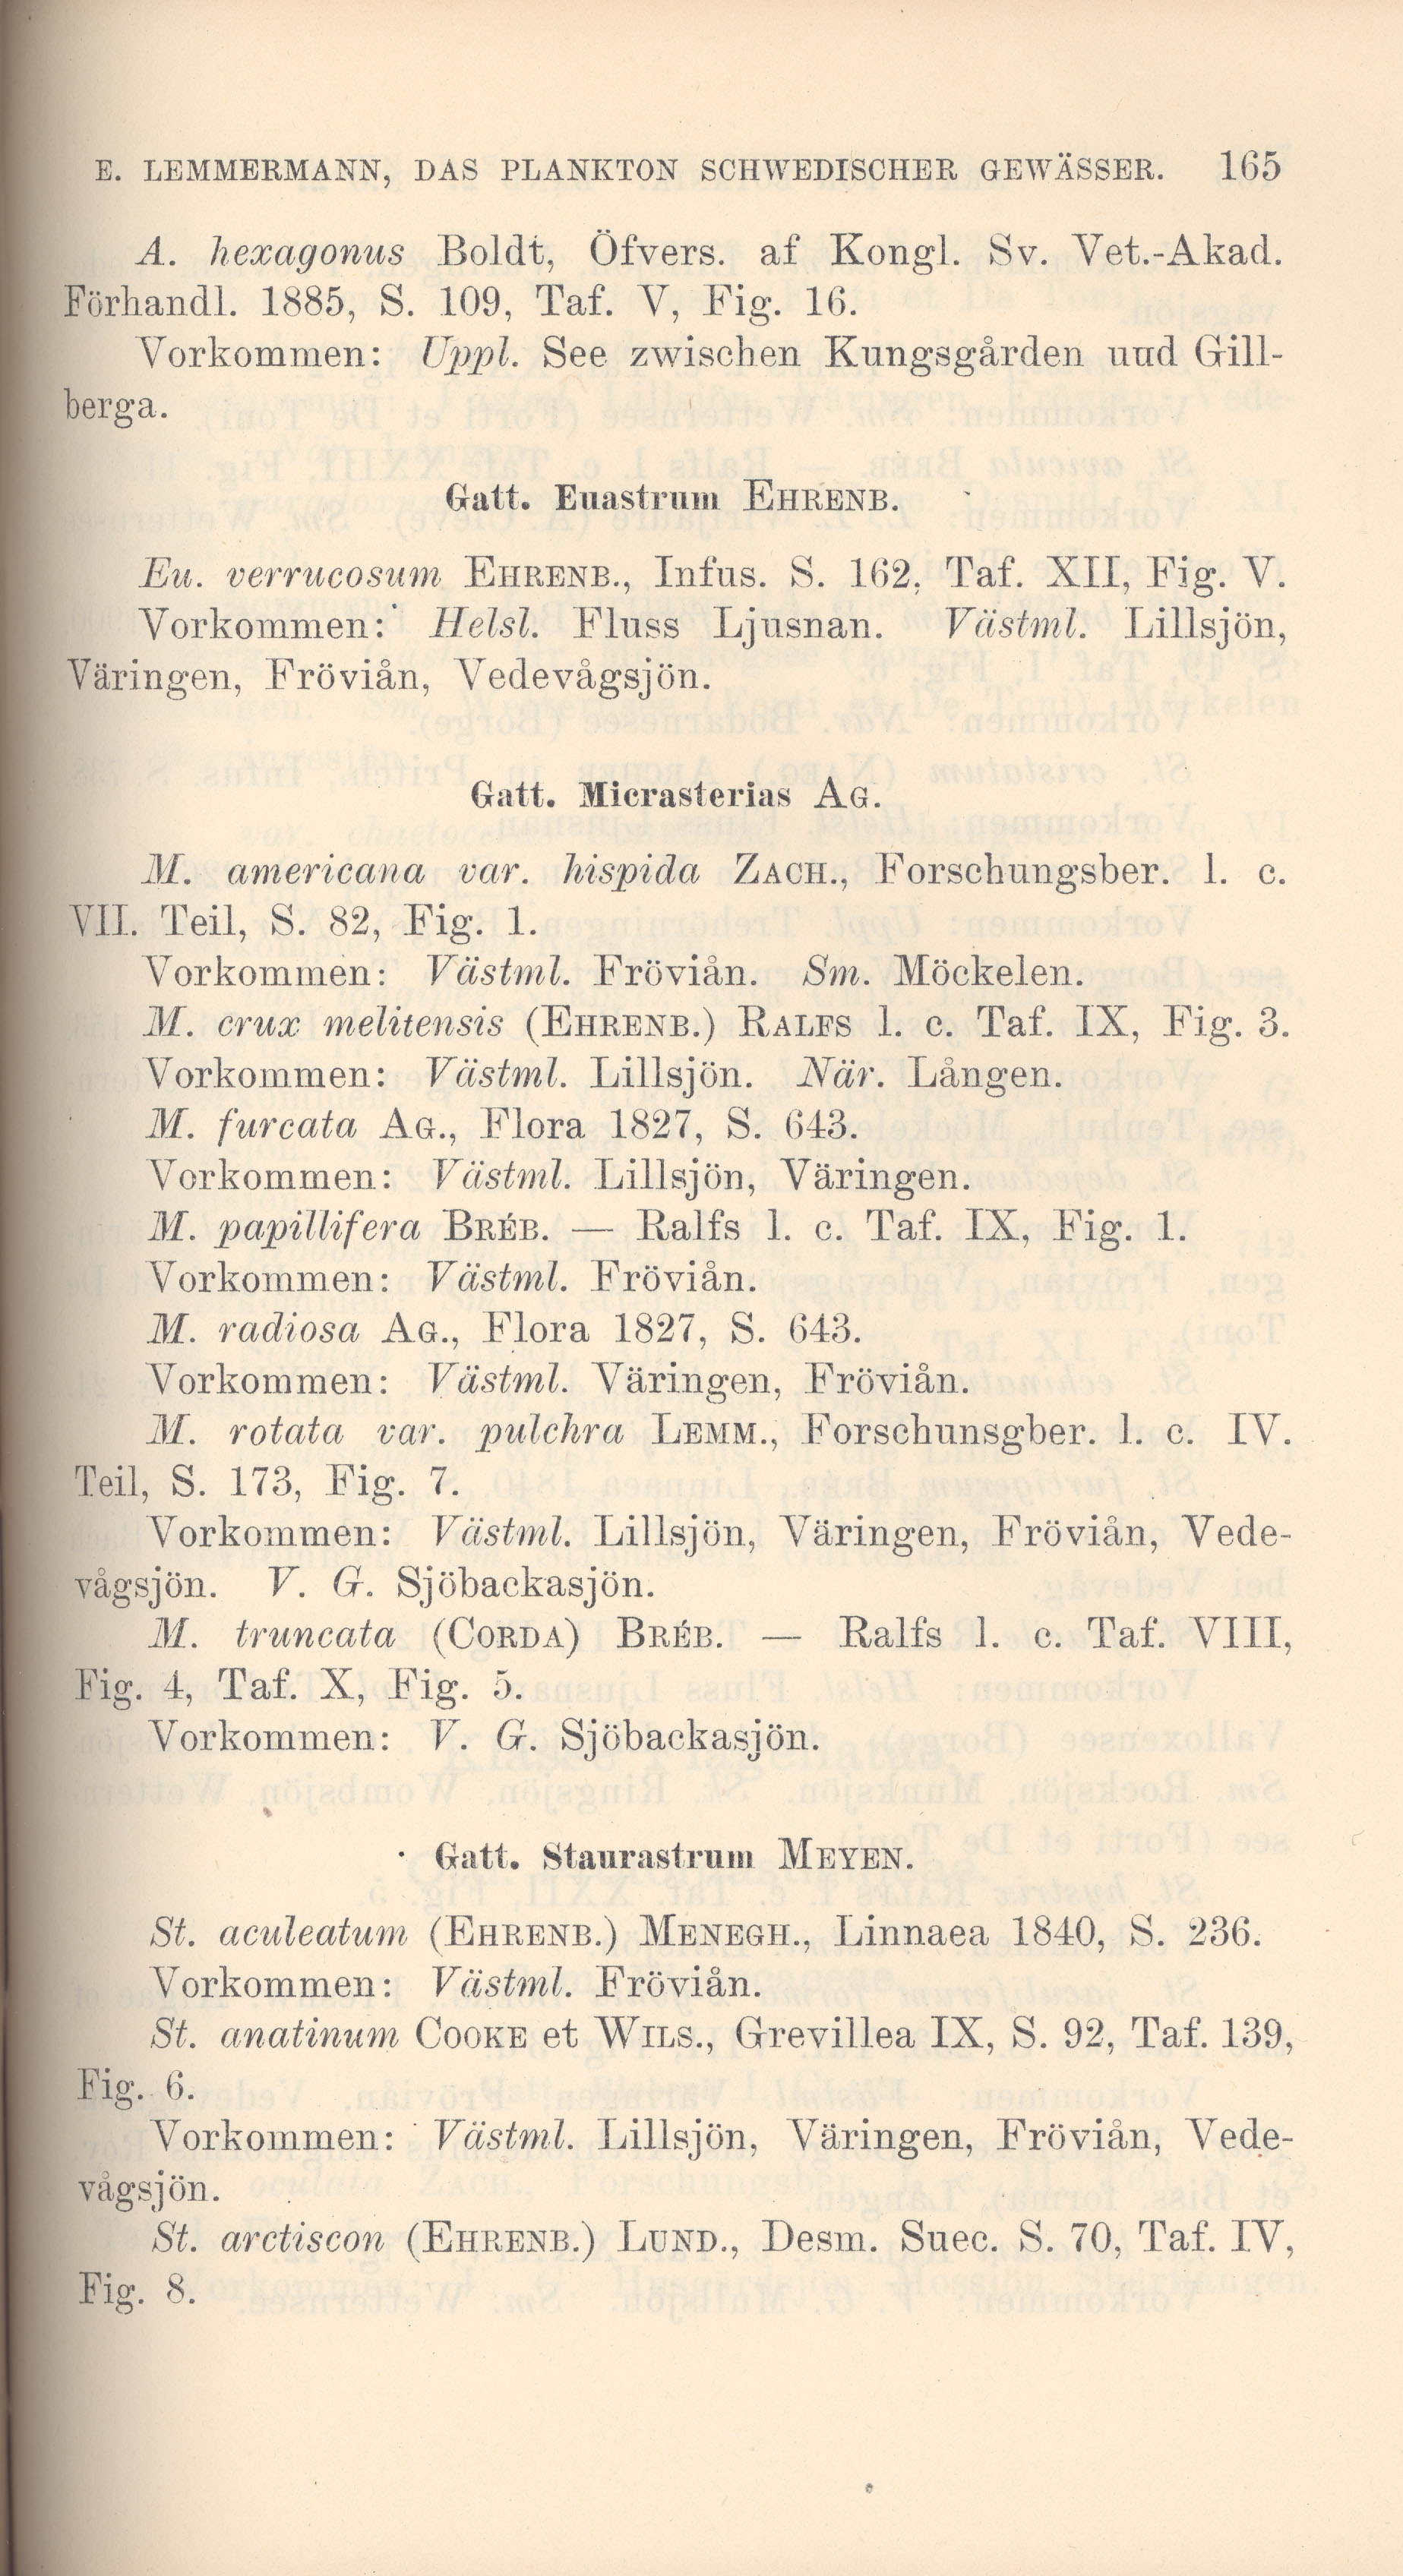 E. LEMMERMANN, DAS PLANKTON SCHWEDISCHER GEWÄSSER. 165
A. hexagonus Boldt, Öfvers. af Kongl. Sv. Vet.-Akad.
Förhandl. 1885, S. 109, Taf. V, Fig. 16.
Vorkommen: Uppl. See zwischen Kungsgården und Gill-
berga.
Gatt. Euastrum EHRENB.
Eu. verrucosum EHRENB., Infus. S. 162, Taf. XII, Fig. V.
Vorkommen: Helsl. Fluss Ljusnan. Västml. Lillsjön,
Väringen, Fröviån, Vedevågsjön.
Gatt. Micrasterias AG.
M. americana var. hispida ZACH., Forschungsber. l. c.
VII. Teil, S. 82, Fig. 1.
Vorkommen: Västml. Fröviån. Sm. Möckelen.
M. crux melitensis (EHRENB.) RALFS l. c. Taf. IX, Fig. 3.
Vorkommen: Västml. Lillsjön. När. Lången.
M. furcata AG., Flora 1827, S. 643.
Vorkommen: Västml. Lillsjön, Väringen.
M. papillifera BRÉB. — Ralfs l. c. Taf. IX, Fig. 1.
Vorkommen: Västml. Fröviån.
M. radiosa AG., Flora 1827, S. 643.
Vorkommen: Västml. Väringen, Fröviån.
M. rotata var. pulchra LEMM., Forschunsgber. l. c. IV.
Teil, S. 173, Fig. 7.
Vorkommen: Västml. Lillsjön, Väringen, Fröviån, Vede-
vågsjön. V. G. Sjöbackasjön.
M. truncata (CORDA) BRÉB. — Ralfs l. c. Taf. VIII,
Fig. 4, Taf. X, Fig. 5.
Vorkommen: V. G. Sjöbackasjön.
Gatt. Staurastrum MEYEN.
St. aculeatum (EHRENB.) MENEGH., Linnaea 1840, S. 236.
Vorkommen: Västml. Fröviån.
St. anatinum COOKE et WILS., Grevillea IX, S. 92, Taf. 139,
Fig. 6.
Vorkommen: Västml. Lillsjön, Väringen, Fröviån, Vede-
vågsjön.
St. arctiscon (EHRENB.) LUND., Desm. Suec. S. 70, Taf. IV,
Fig. 8.